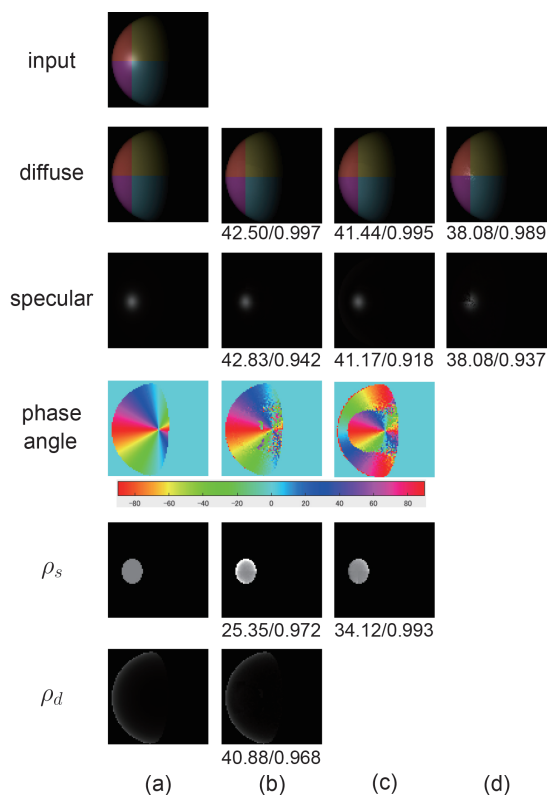 input
diffuse
42.50/0.997 41.44/0.995 38.08/0.989
specular
42.83/0.942 41.17/0.918 38.08/0.937
phase
angle
-80 -60 -40 -20 0 20 40 60 80
ρs
25.35/0.972 34.12/0.993
ρd
40.88/0.968
(a) (b) (c) (d)